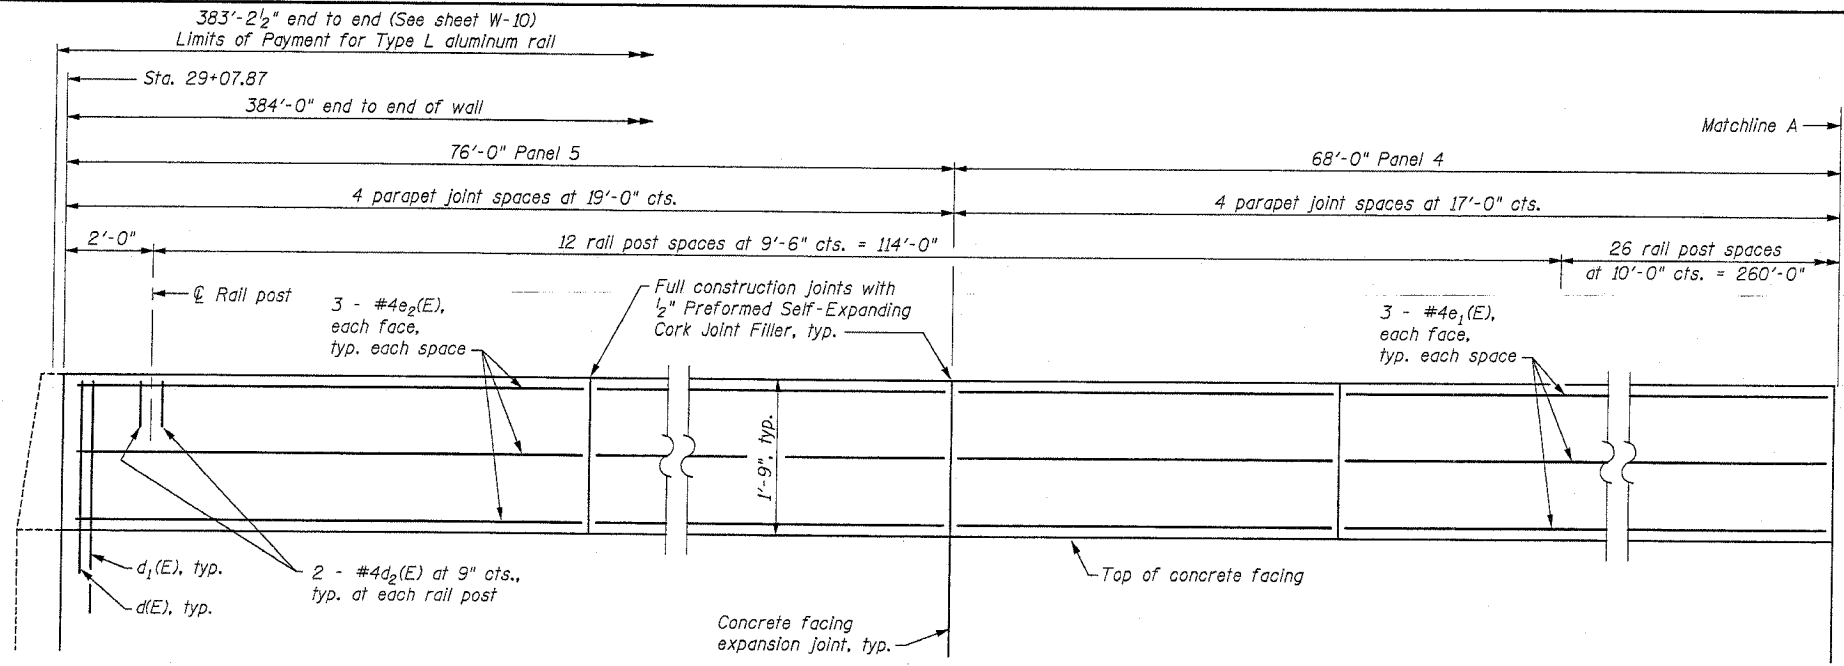 383'-2½" end to end (See sheet W-10)
Limits of Payment for Type L aluminum rail
Sta. 29+07.87
384'-0" end to end of wall
Matchline A
76'-0" Panel 5
68'-0" Panel 4
4 parapet joint spaces at 19'-0" cts.
4 parapet joint spaces at 17'-0" cts.
2'-0"
12 rail post spaces at 9'-6" cts. = 114'-0"
26 rail post spaces
at 10'-0" cts. = 260'-0"
℄ Rail post
3 - #4e₂(E),
each face,
typ. each space
Full construction joints with
½" Preformed Self-Expanding
Cork Joint Filler, typ.
3 - #4e₁(E),
each face,
typ. each space
1'-9", typ.
d₁(E), typ.
d(E), typ.
2 - #4d₂(E) at 9" cts.,
typ. at each rail post
Top of concrete facing
Concrete facing
expansion joint, typ.